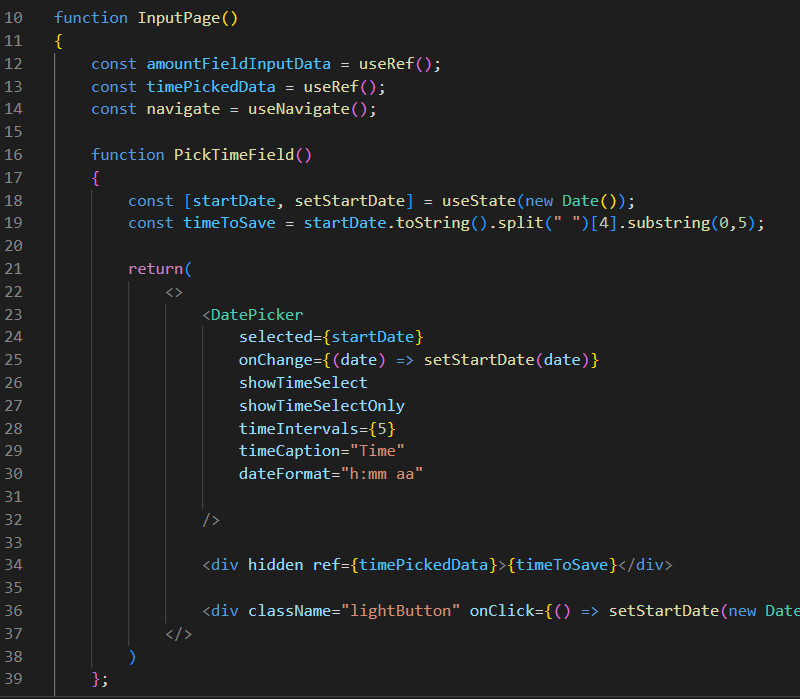 10 function InputPage()
11 {
12 const amountFieldInputData = useRef();
13 const timePickedData = useRef();
14 const navigate = useNavigate();
15
16 function PickTimeField()
17 {
18 const [startDate, setStartDate] = useState(new Date());
19 const timeToSave = startDate.toString().split(" ")[4].substring(0,5);
20
21 return(
22 <>
23 <DatePicker
24 selected={startDate}
25 onChange={(date) => setStartDate(date)}
26 showTimeSelect
27 showTimeSelectOnly
28 timeIntervals={5}
29 timeCaption="Time"
30 dateFormat="h:mm aa"
31
32 />
33
34 <div hidden ref={timePickedData}>{timeToSave}</div>
35
36 <div className="lightButton" onClick={() => setStartDate(new Date
37 </>
38 )
39 };